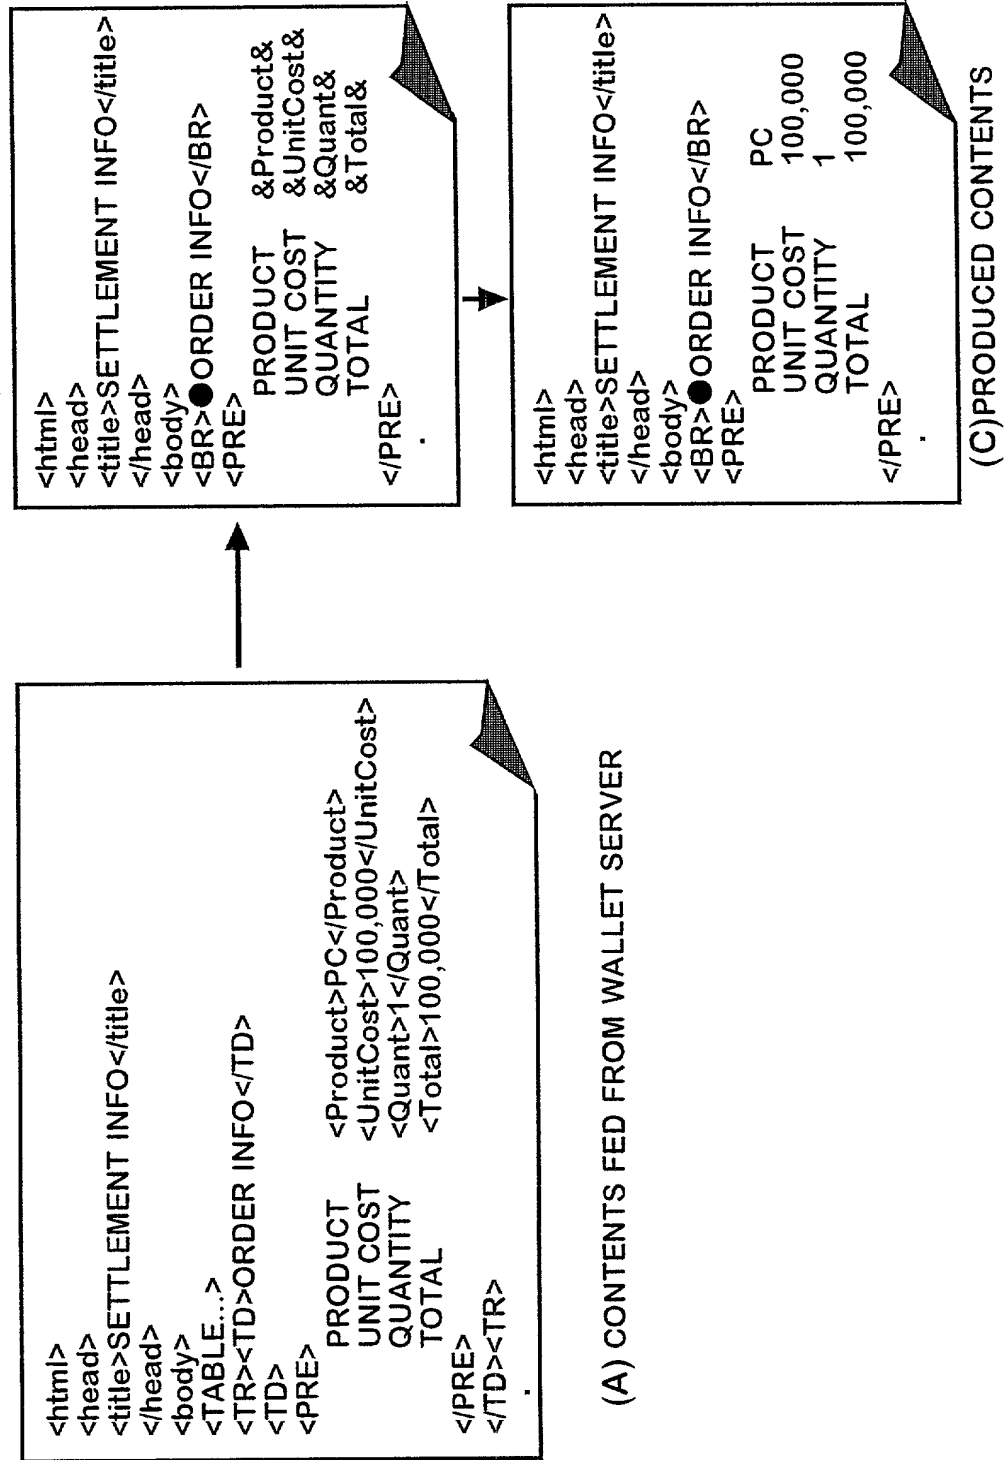 <html>
<head>
<title>SETTLEMENT INFO</title>
</head>
<body>
<TABLE...>
<TR><TD>ORDER INFO</TD>
<TD>
<PRE>
PRODUCT <Product>PC</Product>
UNIT COST <UnitCost>100,000</UnitCost>
QUANTITY <Quant>1</Quant>
TOTAL <Total>100,000</Total>
</PRE>
</TD><TR>
.
(A) CONTENTS FED FROM WALLET SERVER
<html>
<head>
<title>SETTLEMENT INFO</title>
</head>
<body>
<BR>●ORDER INFO</BR>
<PRE>
PRODUCT &Product&
UNIT COST &UnitCost&
QUANTITY &Quant&
TOTAL &Total&
</PRE>
.
<html>
<head>
<title>SETTLEMENT INFO</title>
</head>
<body>
<BR>●ORDER INFO</BR>
<PRE>
PRODUCT PC
UNIT COST 100,000
QUANTITY 1
TOTAL 100,000
</PRE>
.
(C)PRODUCED CONTENTS